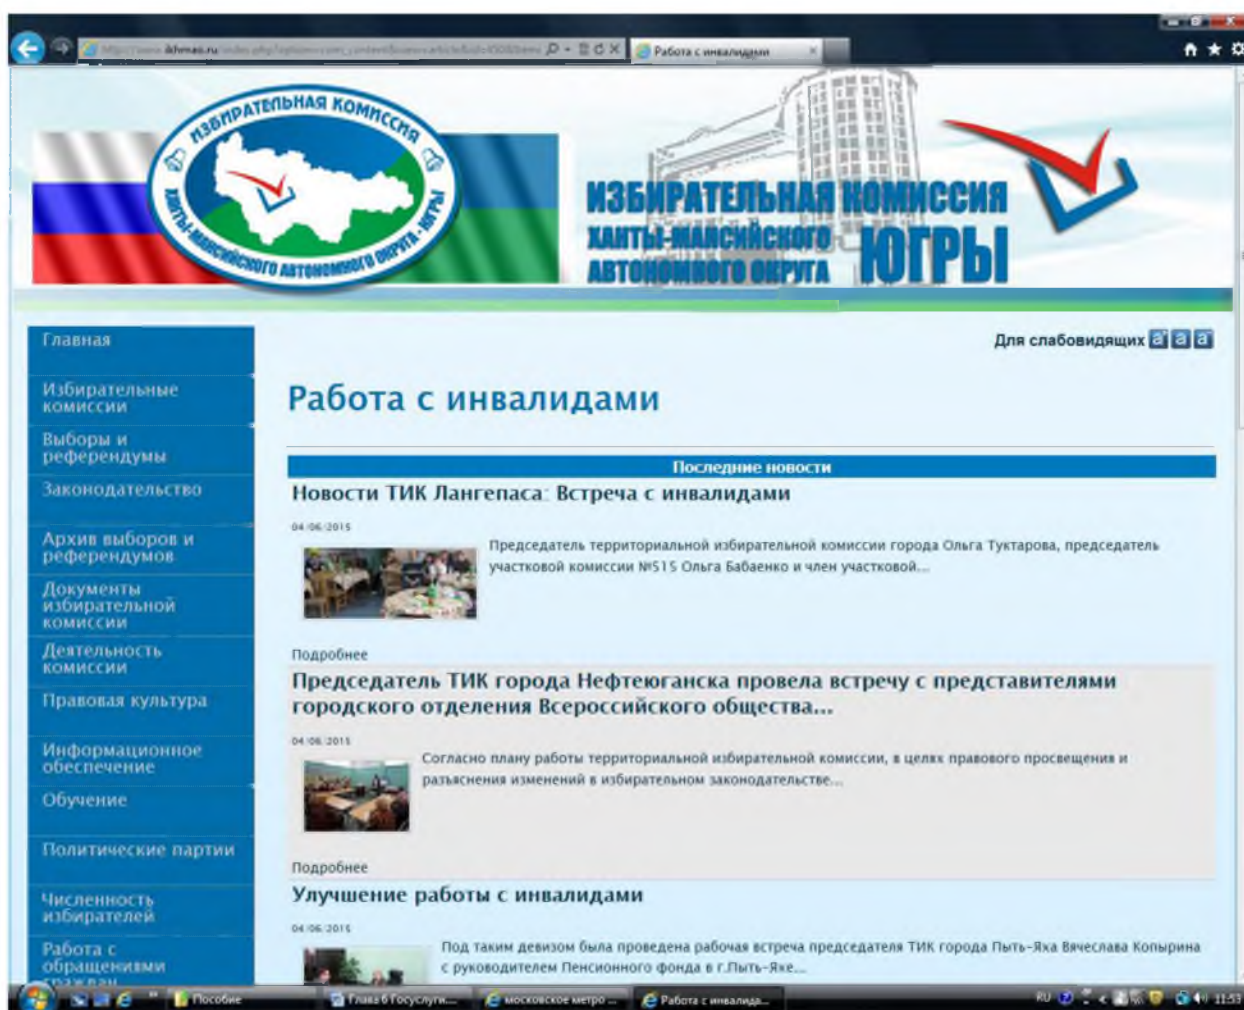 ikhmao.ru
Работа с инвалидами
ИЗБИРАТЕЛЬНАЯ КОМИССИЯ
ХАНТЫ-МАНСИЙСКОГО АВТОНОМНОГО ОКРУГА - ЮГРЫ
ИЗБИРАТЕЛЬНАЯ КОМИССИЯ
ХАНТЫ-МАНСИЙСКОГО
АВТОНОМНОГО ОКРУГА ЮГРЫ
Для слабовидящих a a a
Главная
Избирательные
комиссии
Выборы и
референдумы
Законодательство
Архив выборов и
референдумов
Документы
избирательной
комиссии
Деятельность
комиссии
Правовая культура
Информационное
обеспечение
Обучение
Политические партии
Численность
избирателей
Работа с
обращениями
граждан
Работа с инвалидами
Последние новости
Новости ТИК Лангепаса: Встреча с инвалидами
04/06/2015
Председатель территориальной избирательной комиссии города Ольга Туктарова, председатель
участковой комиссии №515 Ольга Бабаенко и член участковой...
Подробнее
Председатель ТИК города Нефтеюганска провела встречу с представителями
городского отделения Всероссийского общества...
04/06/2015
Согласно плану работы территориальной избирательной комиссии, в целях правового просвещения и
разъяснения изменений в избирательном законодательстве...
Подробнее
Улучшение работы с инвалидами
04/06/2015
Под таким девизом была проведена рабочая встреча председателя ТИК города Пыть-Яха Вячеслава Копырина
с руководителем Пенсионного фонда в г.Пыть-Яхе...
Пособие
Глава 6 Госуслуги....
московское метро ...
Работа с инвалида...
RU
11:53